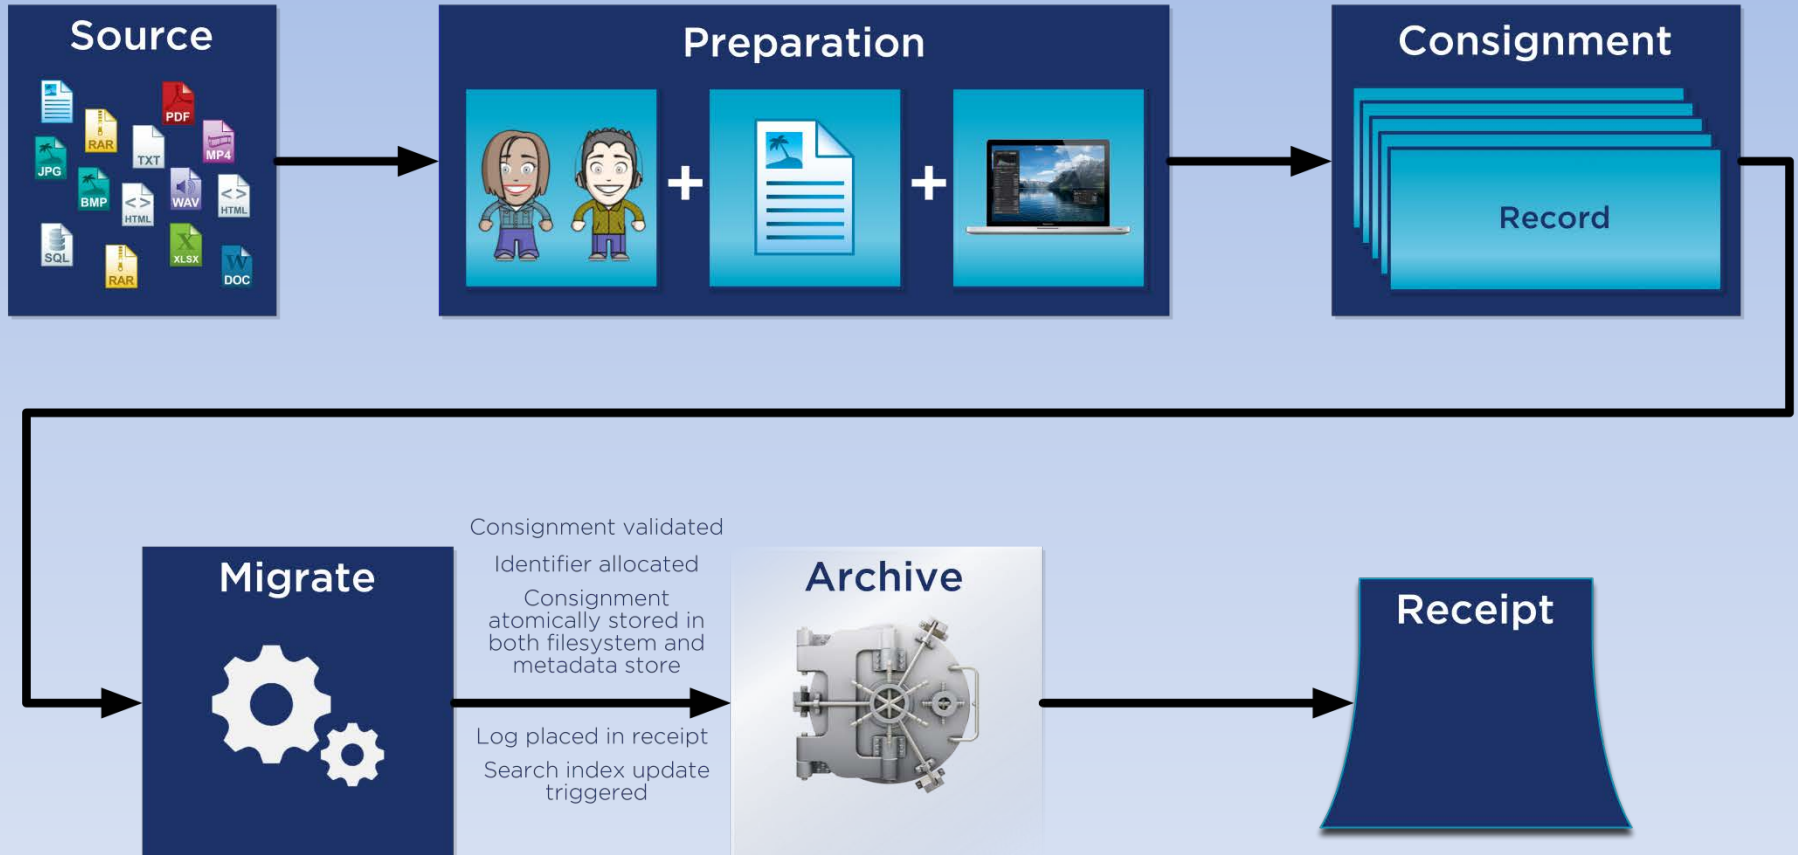 Source
Preparation
Consignment
PDF
RAR
TXT
MP4
JPG
BMP
HTML
WAV
HTML
SQL
RAR
XLSX
DOC
Record
Migrate
Consignment validated
Identifier allocated
Consignment
atomically stored in
both filesystem and
metadata store
Log placed in receipt
Search index update
triggered
Archive
Receipt